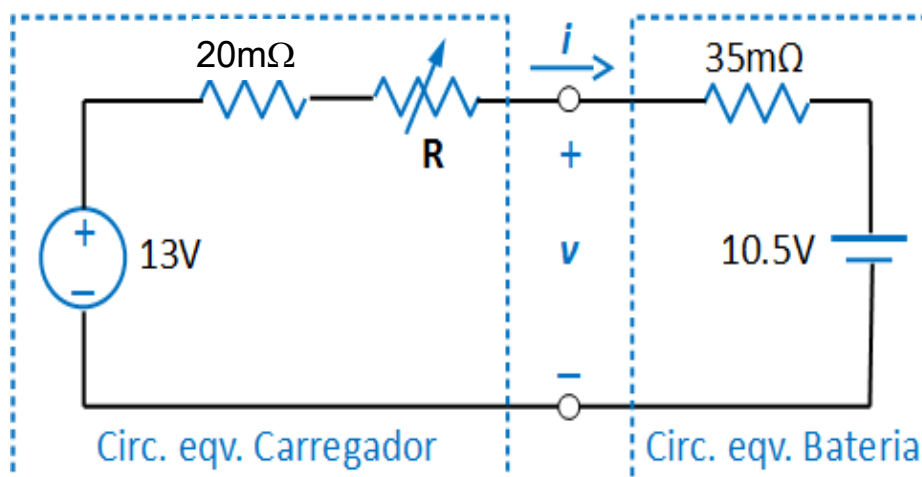 20mΩ
i
35mΩ
R
+
+
13V
v
10.5V
−
−
Circ. eqv. Carregador
Circ. eqv. Bateria